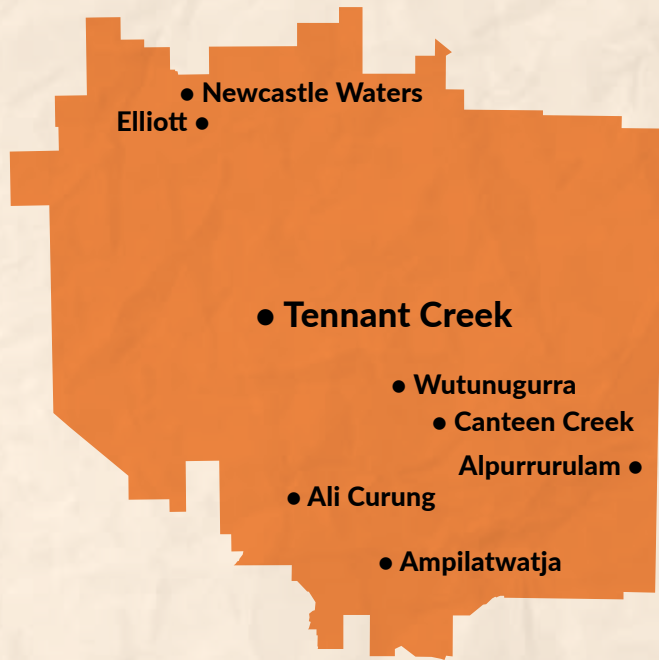 Newcastle Waters
Elliott
Tennant Creek
Wutunugurra
Canteen Creek
Alpurrurulam
Ali Curung
Ampilatwatja